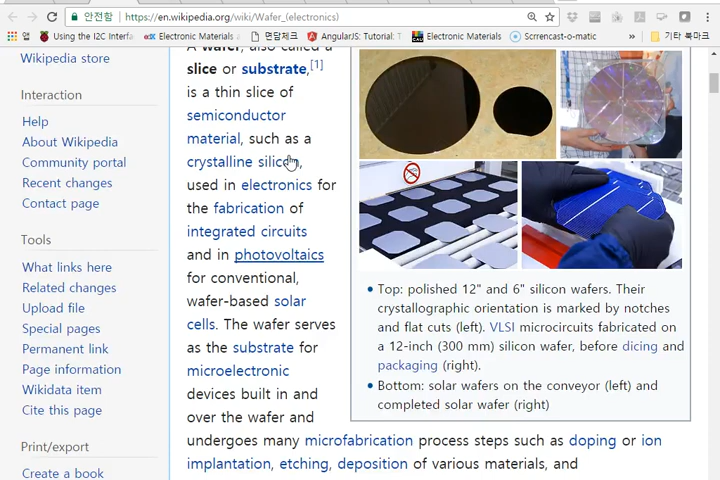 안전함 https://en.wikipedia.org/wiki/Wafer_(electronics)
앱 Using the I2C Interfa Electronic Materials 면담체크 AngularJS: Tutorial: T CAU Electronic Materials Scrrencast-o-matic » 기타 북마크
Wikipedia store
Interaction
Help
About Wikipedia
Community portal
Recent changes
Contact page
Tools
What links here
Related changes
Upload file
Special pages
Permanent link
Page information
Wikidata item
Cite this page
Print/export
Create a book
A wafer, also called a
slice or substrate,[1]
is a thin slice of
semiconductor
material, such as a
crystalline silicon,
used in electronics for
the fabrication of
integrated circuits
and in photovoltaics
for conventional,
wafer-based solar
cells. The wafer serves
as the substrate for
microelectronic
devices built in and
over the wafer and
undergoes many microfabrication process steps such as doping or ion
implantation, etching, deposition of various materials, and
• Top: polished 12" and 6" silicon wafers. Their
crystallographic orientation is marked by notches
and flat cuts (left). VLSI microcircuits fabricated on
a 12-inch (300 mm) silicon wafer, before dicing and
packaging (right).
• Bottom: solar wafers on the conveyor (left) and
completed solar wafer (right)